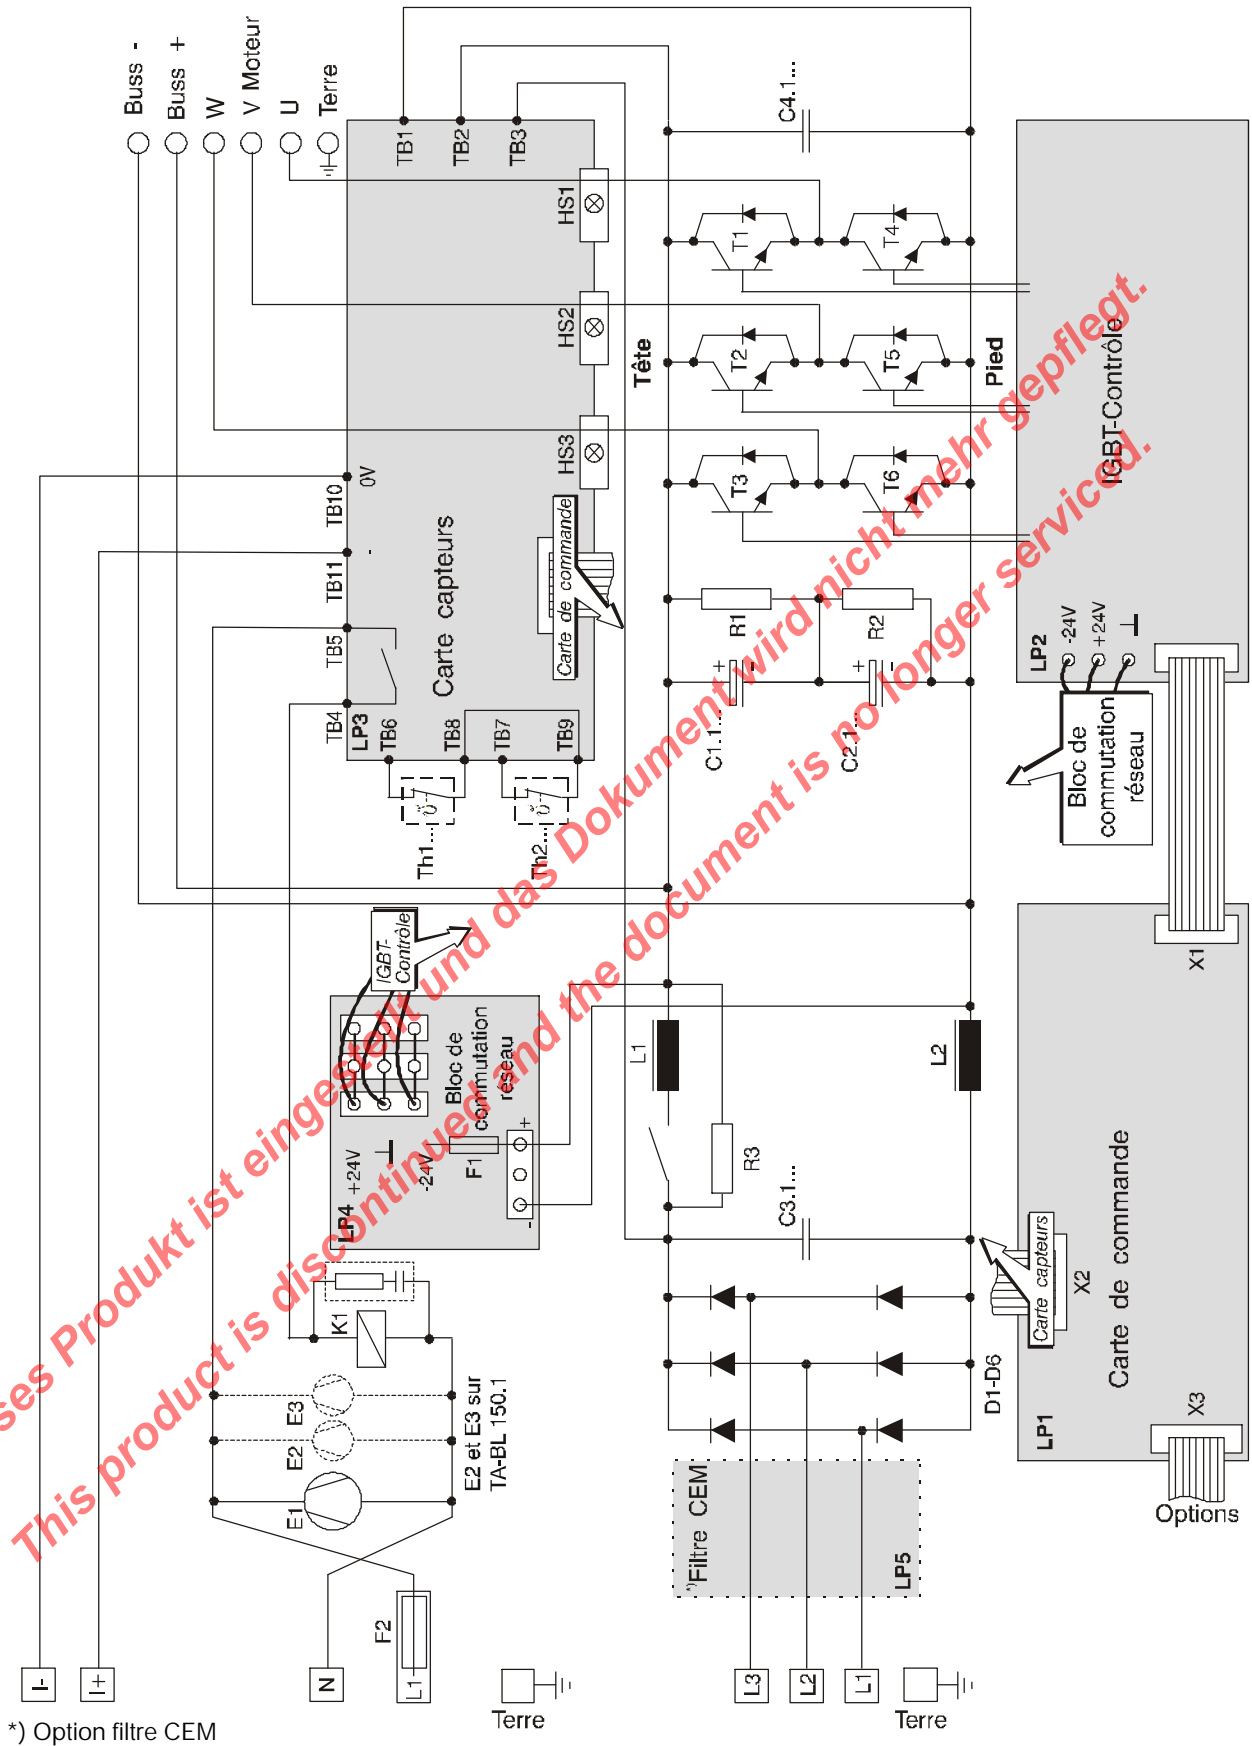 Buss -
Buss +
W
V Moteur
U
Terre
TB1
TB2
TB3
HS1
HS2
HS3
C4.1...
TB10
0V
TB11
-
TB5
TB4
LP3
TB6
TB8
TB7
TB9
Carte capteurs
Carte de commande
Th1...
Th2...
Tête
Pied
T1
T4
T2
T5
T3
T6
R1
R2
C1.1...
+
-
C2.1...
+
-
IGBT-Contrôle
LP2
-24V
+24V
Bloc de
commutation
réseau
IGBT-
Contrôle
Bloc de
commutation
réseau
LP4
+24V
-24V
F1
+
-
L1
L2
R3
C3.1...
K1
E3
E2
E1
E2 et E3 sur
TA-BL 150.1
D1-D6
*)Filtre CEM
LP5
X1
Carte de commande
Carte capteurs
X2
LP1
X3
Options
I-
I+
N
F2
L1
Terre
L3
L2
L1
Terre
*) Option filtre CEM
ses Produkt ist eingestellt und das Dokument wird nicht mehr gepflegt.
This product is discontinued and the document is no longer serviced.